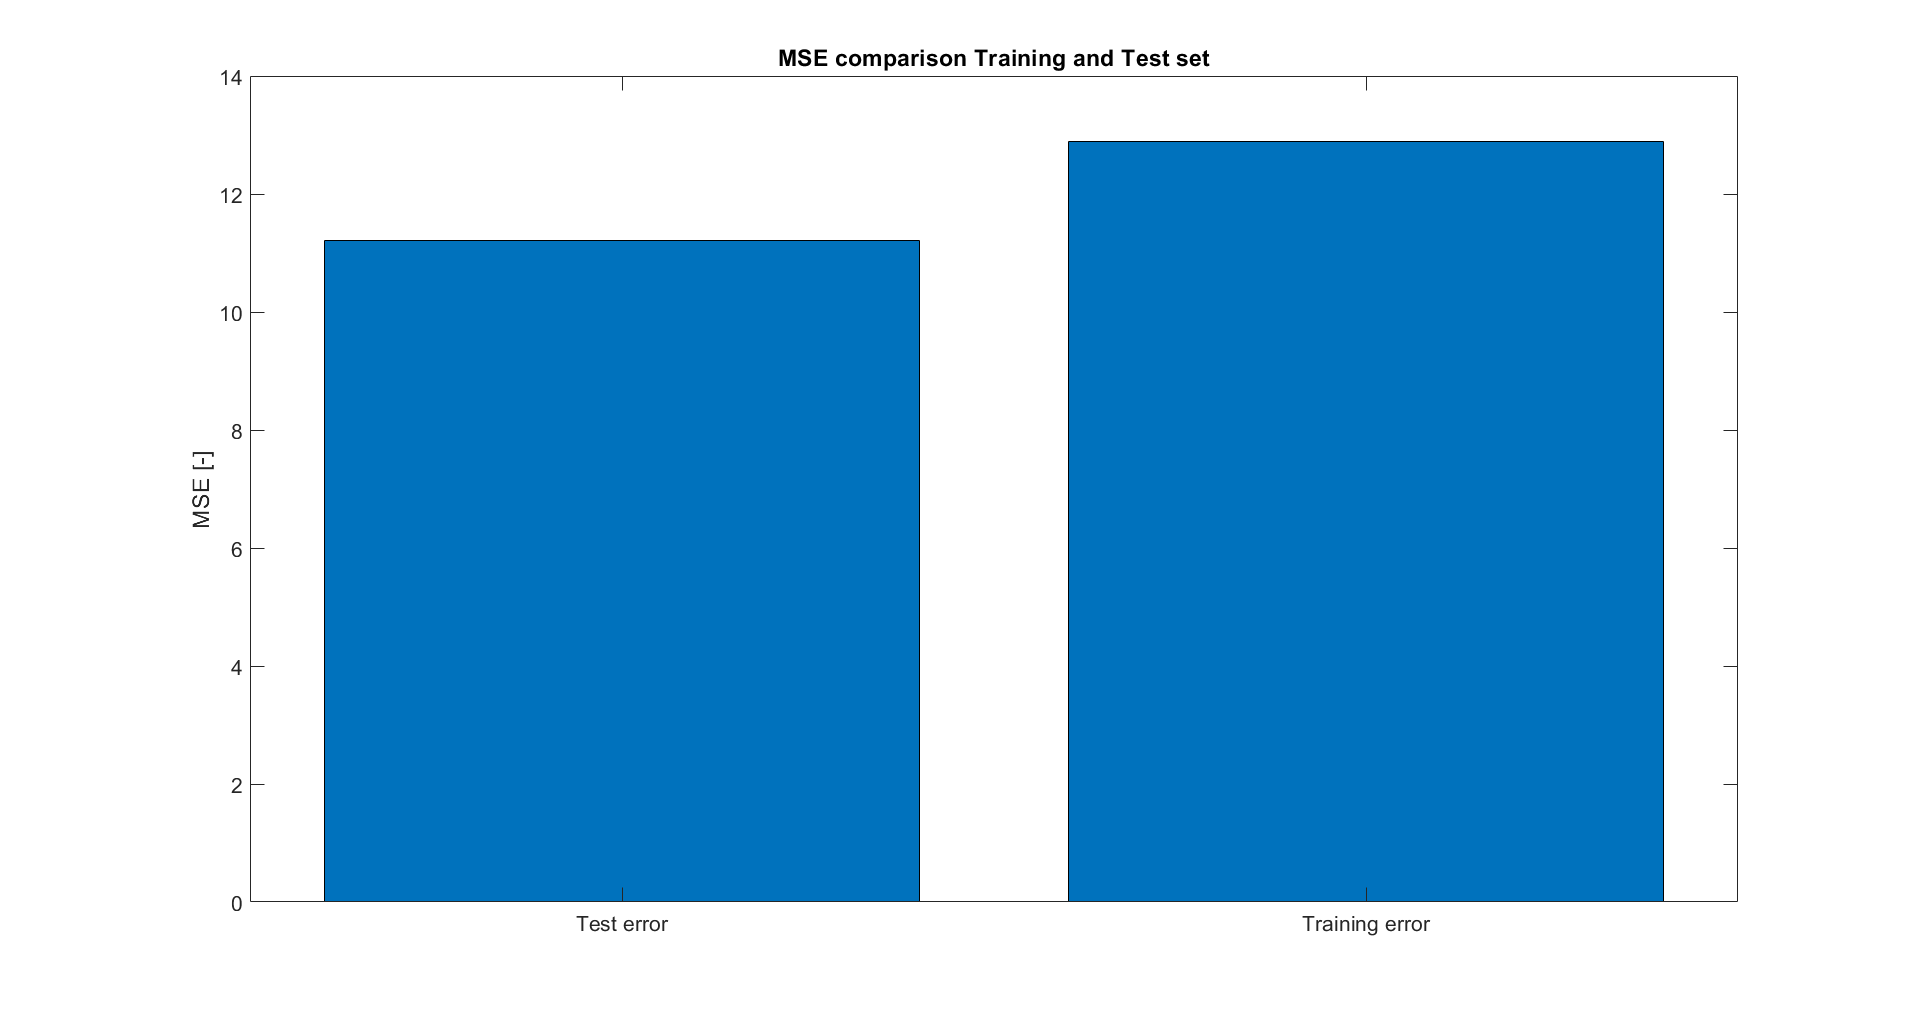 MSE comparison Training and Test set
14
12
10
8
6
4
2
0
MSE [-]
Test error
Training error